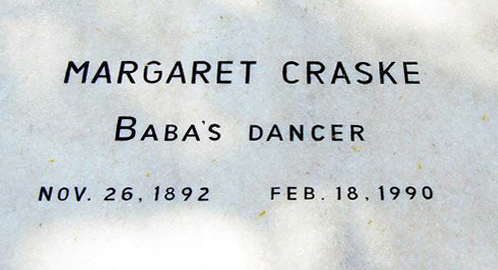 MARGARET CRASKE
BABA'S DANCER
NOV. 26, 1892 FEB. 18, 1990